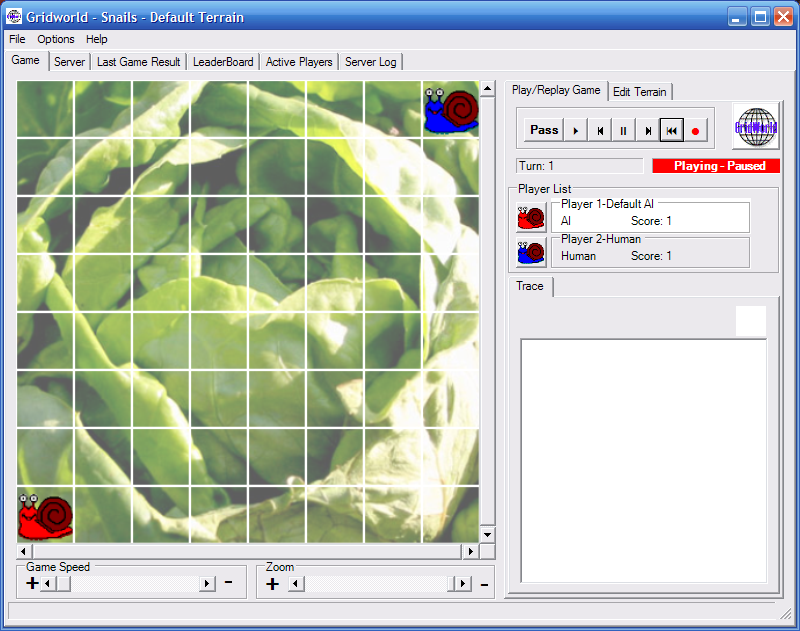 Gridworld - Snails - Default Terrain
File Options Help
Game Server Last Game Result LeaderBoard Active Players Server Log
Play/Replay Game Edit Terrain
Pass
GridWorld
Turn: 1 Playing - Paused
Player List
Player 1-Default AI
AI Score: 1
Player 2-Human
Human Score: 1
Trace
Game Speed Zoom
+ - + -